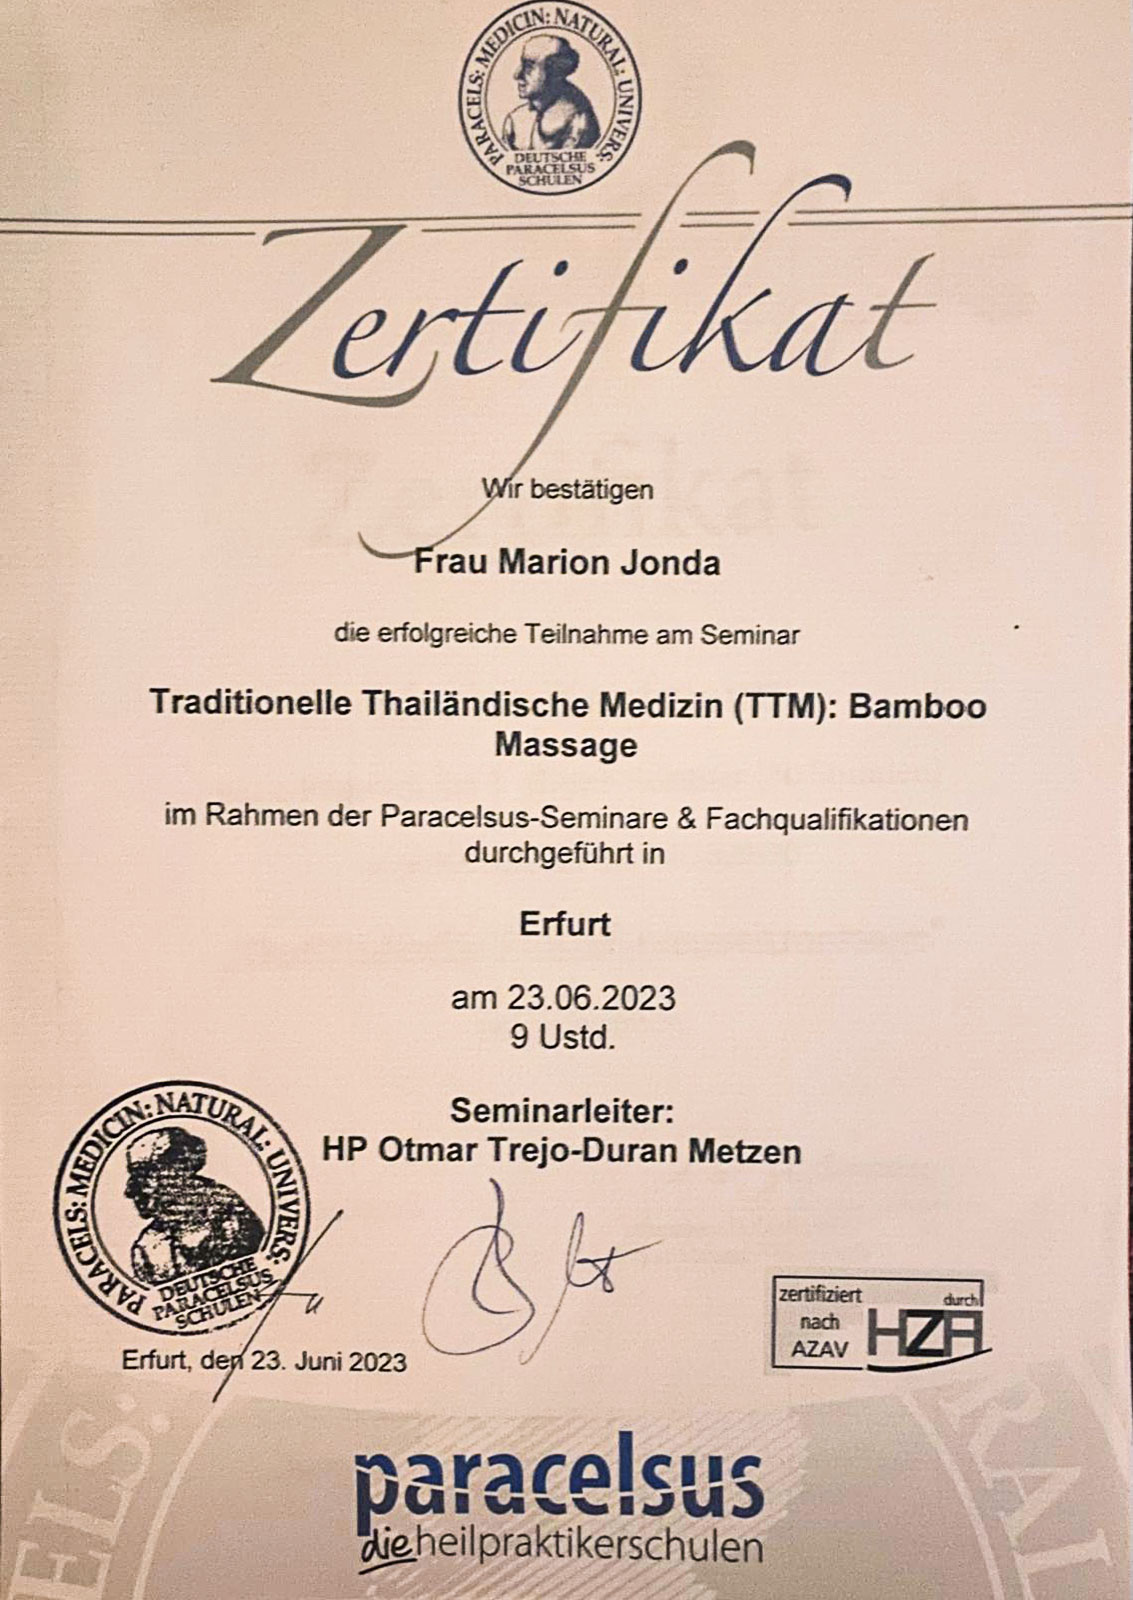 PARACELS: MEDICIN: NATURAL: UNIVERS:
DEUTSCHE
PARACELSUS
SCHULEN
Zertifikat
Wir bestätigen
Frau Marion Jonda
die erfolgreiche Teilnahme am Seminar
Traditionelle Thailändische Medizin (TTM): Bamboo
Massage
im Rahmen der Paracelsus-Seminare & Fachqualifikationen
durchgeführt in
Erfurt
am 23.06.2023
9 Ustd.
Seminarleiter:
HP Otmar Trejo-Duran Metzen
PARACELS: MEDICIN: NATURAL: UNIVERS:
DEUTSCHE
PARACELSUS
SCHULEN
Erfurt, den 23. Juni 2023
zertifiziert durch
nach
AZAV HZA
paracelsus
die heilpraktikerschulen
ELS:
RAL